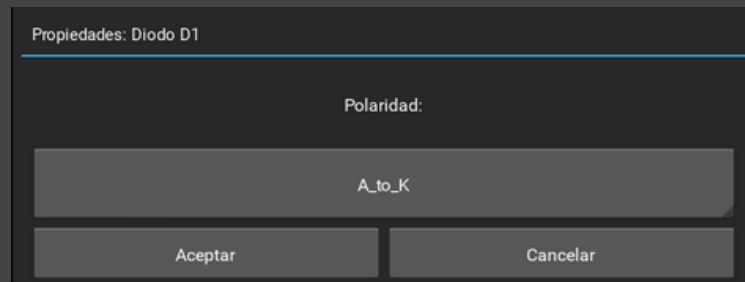 Propiedades: Diodo D1
Polaridad:
A_to_K
Aceptar
Cancelar